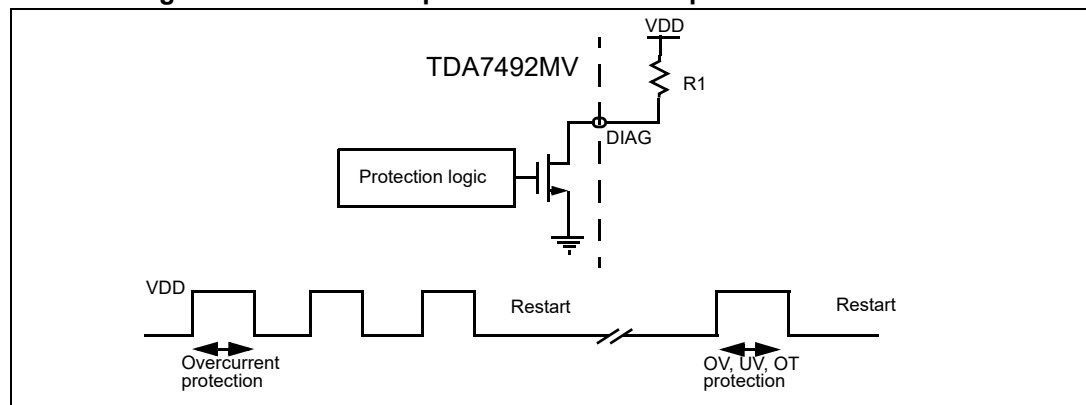 VDD
TDA7492MV
R1
DIAG
Protection logic
VDD
Restart
Restart
Overcurrent
protection
OV, UV, OT
protection